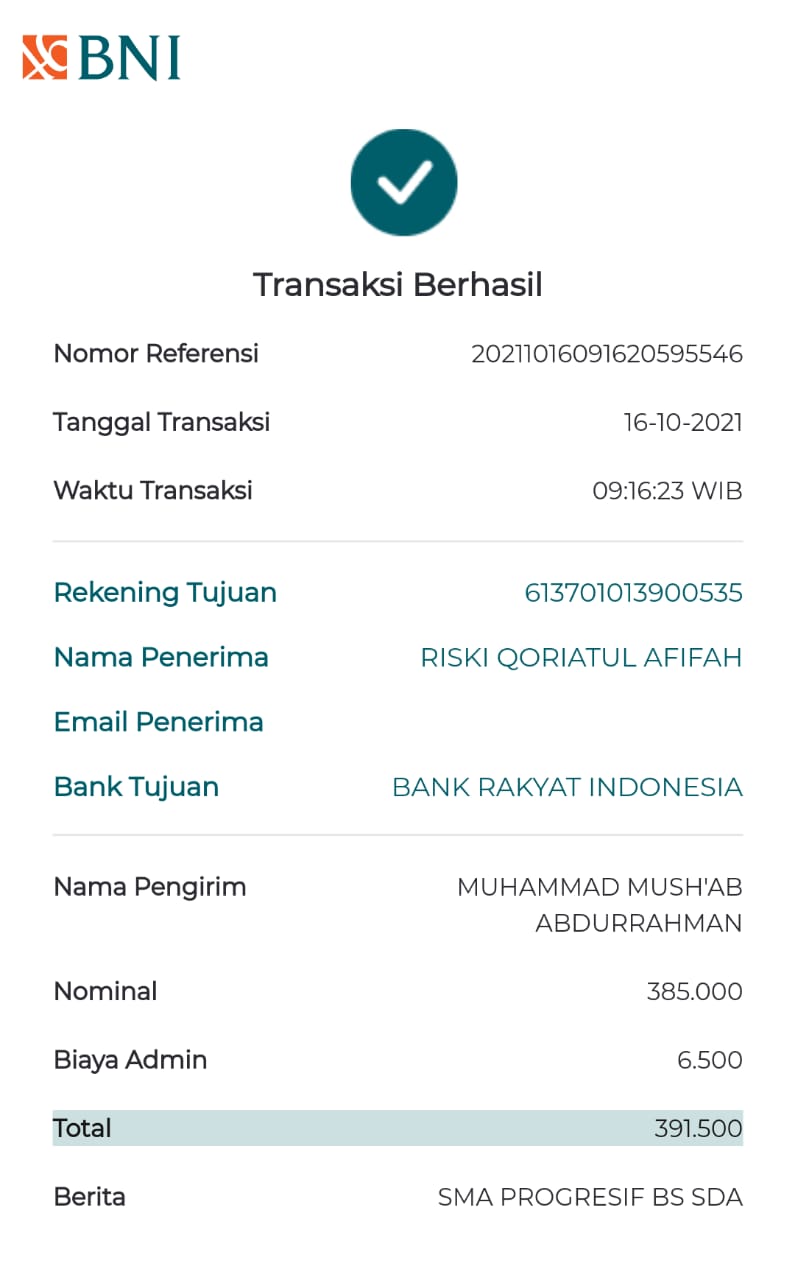 BNI
Transaksi Berhasil
Nomor Referensi 20211016091620595546
Tanggal Transaksi 16-10-2021
Waktu Transaksi 09:16:23 WIB
Rekening Tujuan 613701013900535
Nama Penerima RISKI QORIATUL AFIFAH
Email Penerima
Bank Tujuan BANK RAKYAT INDONESIA
Nama Pengirim MUHAMMAD MUSH'AB
ABDURRAHMAN
Nominal 385.000
Biaya Admin 6.500
Total 391.500
Berita SMA PROGRESIF BS SDA